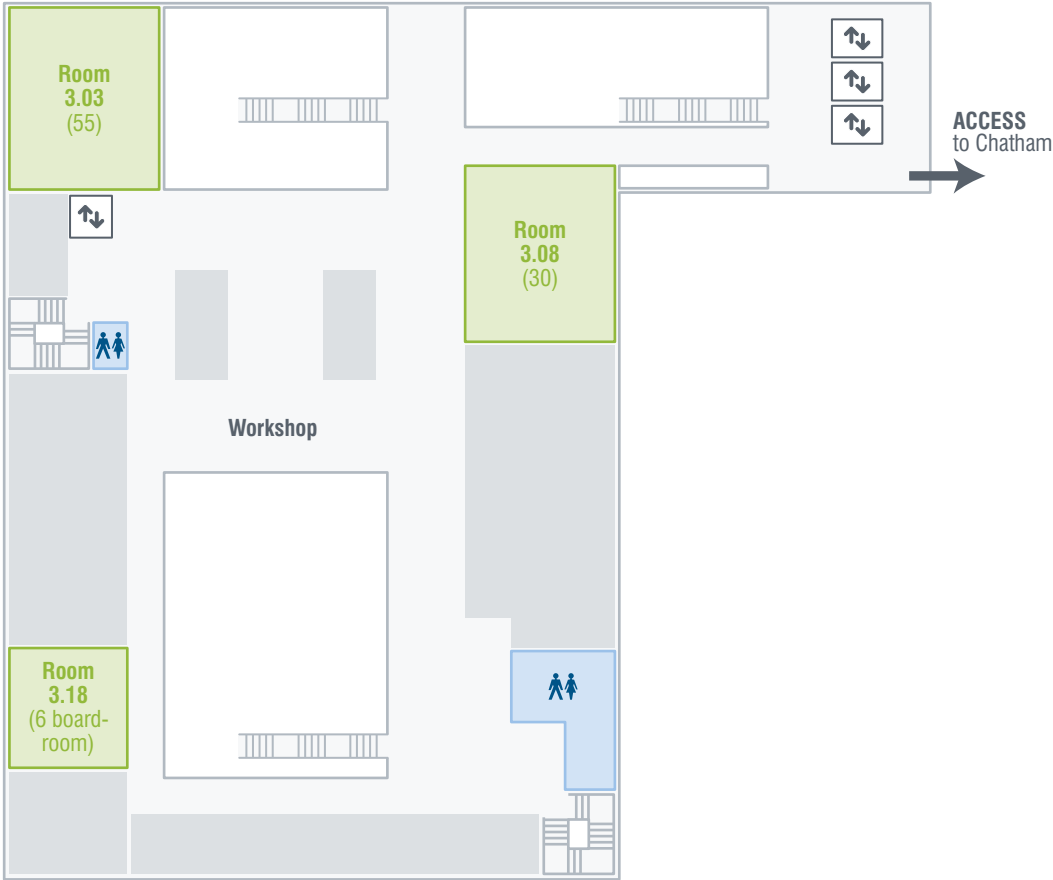 Room
3.03
(55)
ACCESS
to Chatham
Room
3.08
(30)
Workshop
Room
3.18
(6 board-
room)